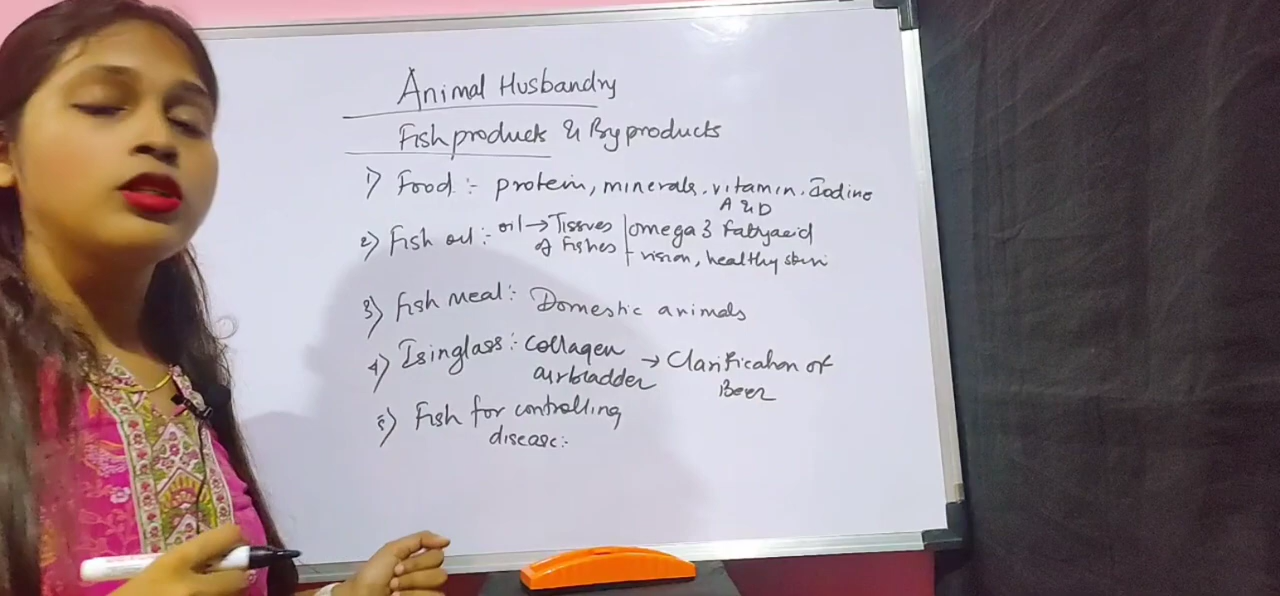 Animal Husbandry
Fish products & By products
1) Food :- protein, minerals, vitamin, Iodine
A & D
2) Fish oil :- oil → Tissues of Fishes | omega 3 fattyacid
vision, healthy skin
3) Fish meal :- Domestic animals
4) Isinglass :- collagen → Clarification of
airbladder Beer
5) Fish for controlling
disease :-